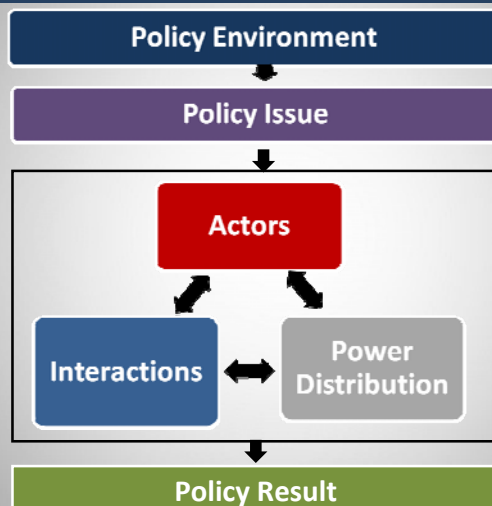 Policy Environment
Policy Issue
Actors
Interactions
Power
Distribution
Policy Result